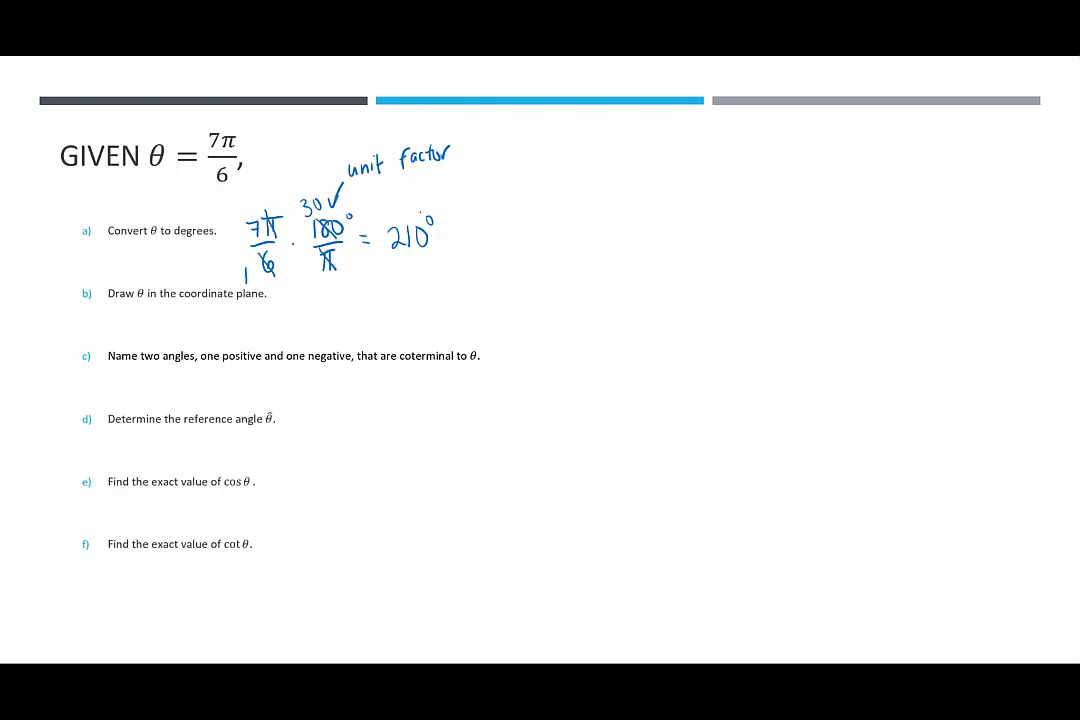 GIVEN θ = 7π/6,
unit factor
30
a) Convert θ to degrees. 7π/6 · 180°/π = 210°
1
b) Draw θ in the coordinate plane.
c) Name two angles, one positive and one negative, that are coterminal to θ.
d) Determine the reference angle θ̂.
e) Find the exact value of cos θ .
f) Find the exact value of cot θ.